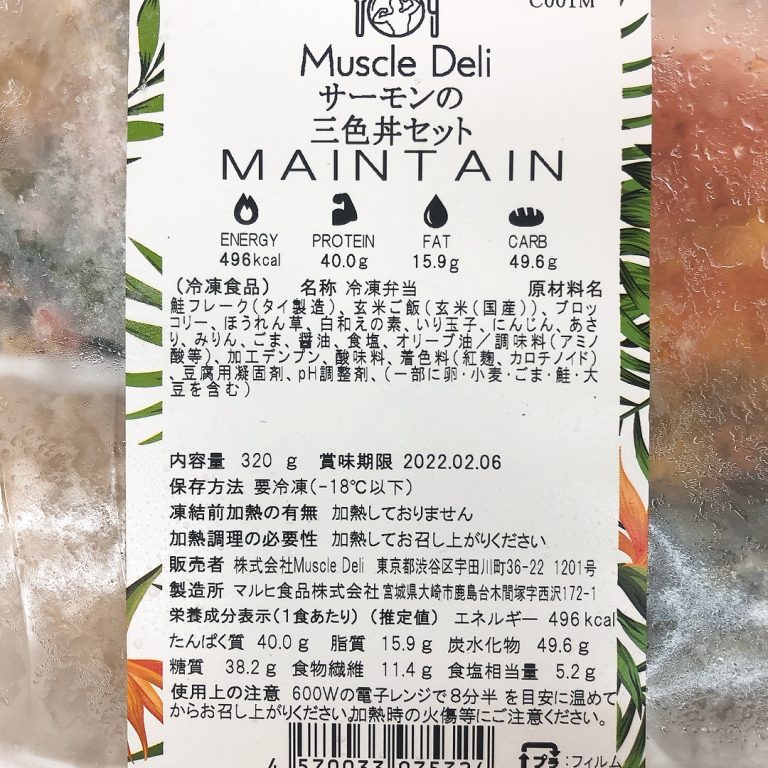 C001M
Muscle Deli
サーモンの
三色丼セット
MAINTAIN
ENERGY PROTEIN FAT CARB
496kcal 40.0g 15.9g 49.6g
(冷凍食品) 名称 冷凍弁当 原材料名
鮭フレーク(タイ製造)、玄米ご飯(玄米(国産))、ブロッ
コリー、ほうれん草、白和えの素、いり玉子、にんじん、あさ
り、みりん、ごま、醤油、食塩、オリーブ油/調味料(アミノ
酸等)、加工デンプン、酸味料、着色料(紅麹、カロチノイド)
、豆腐用凝固剤、pH調整剤、(一部に卵・小麦・ごま・鮭・大
豆を含む)
内容量 320 g 賞味期限 2022.02.06
保存方法 要冷凍(-18℃以下)
凍結前加熱の有無 加熱しておりません
加熱調理の必要性 加熱してお召し上がりください
販売者 株式会社Muscle Deli 東京都渋谷区宇田川町36-22 1201号
製造所 マルヒ食品株式会社 宮城県大崎市鹿島台木間塚字西沢172-1
栄養成分表示(1食あたり)(推定値) エネルギー 496kcal
たんぱく質 40.0g 脂質 15.9g 炭水化物 49.6g
糖質 38.2g 食物繊維 11.4g 食塩相当量 5.2g
使用上の注意 600Wの電子レンジで8分半 を目安に温めて
からお召し上がりください。加熱時の火傷等にご注意ください。
プラ :フィルム